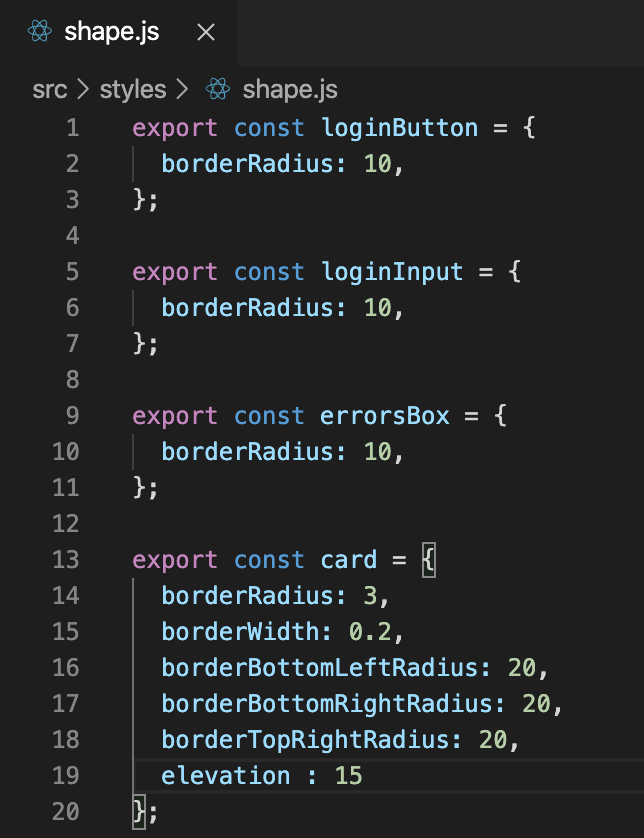 shape.js
src > styles > shape.js
1 export const loginButton = {
2   borderRadius: 10,
3 };
4
5 export const loginInput = {
6   borderRadius: 10,
7 };
8
9 export const errorsBox = {
10   borderRadius: 10,
11 };
12
13 export const card = {
14   borderRadius: 3,
15   borderWidth: 0.2,
16   borderBottomLeftRadius: 20,
17   borderBottomRightRadius: 20,
18   borderTopRightRadius: 20,
19   elevation : 15
20 };